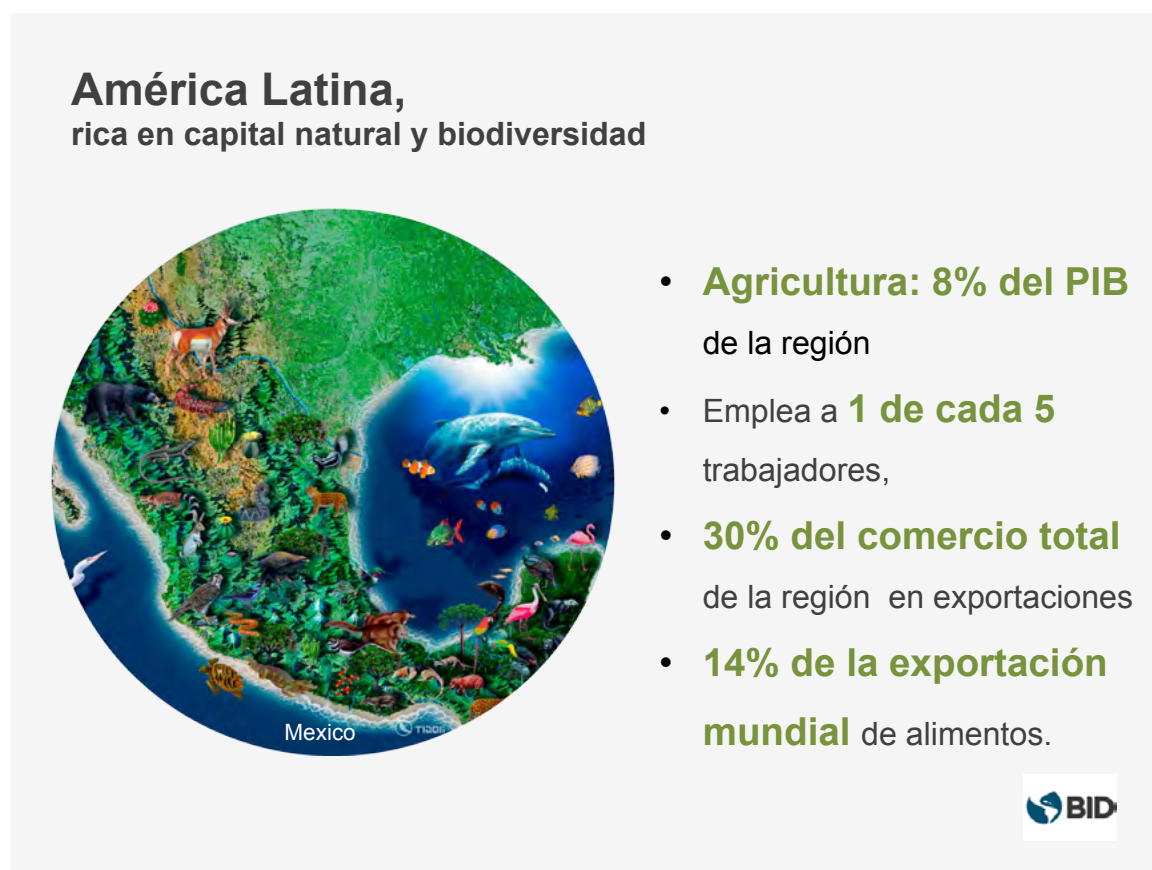 América Latina,
rica en capital natural y biodiversidad
• Agricultura: 8% del PIB
de la región
• Emplea a 1 de cada 5
trabajadores,
• 30% del comercio total
de la región en exportaciones
• 14% de la exportación
mundial de alimentos.
Mexico
BID